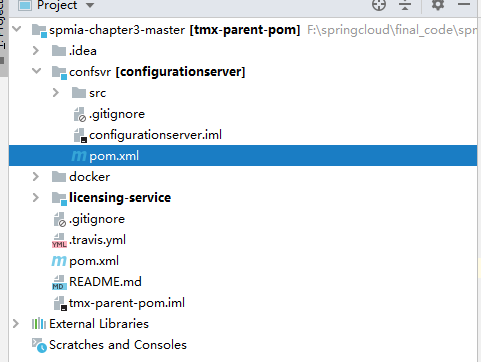 Project
spmia-chapter3-master [tmx-parent-pom] F:\springcloud\final_code\spr
.idea
confsvr [configurationserver]
src
.gitignore
configurationserver.iml
m pom.xml
docker
licensing-service
.gitignore
YML .travis.yml
m pom.xml
MD README.md
tmx-parent-pom.iml
External Libraries
Scratches and Consoles